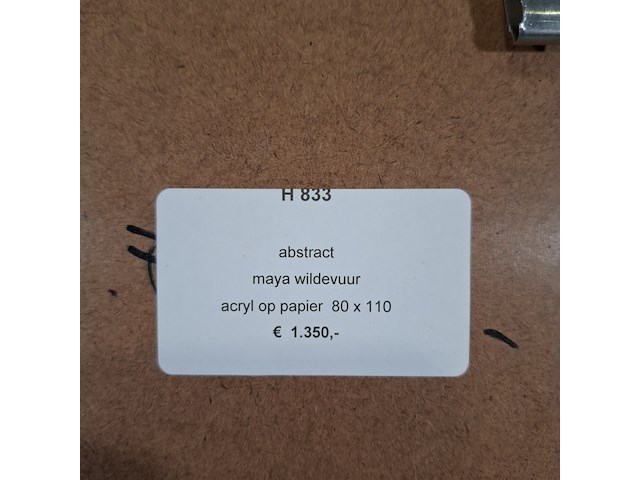 H 833
abstract
maya wildevuur
acryl op papier 80 x 110
€ 1.350,-